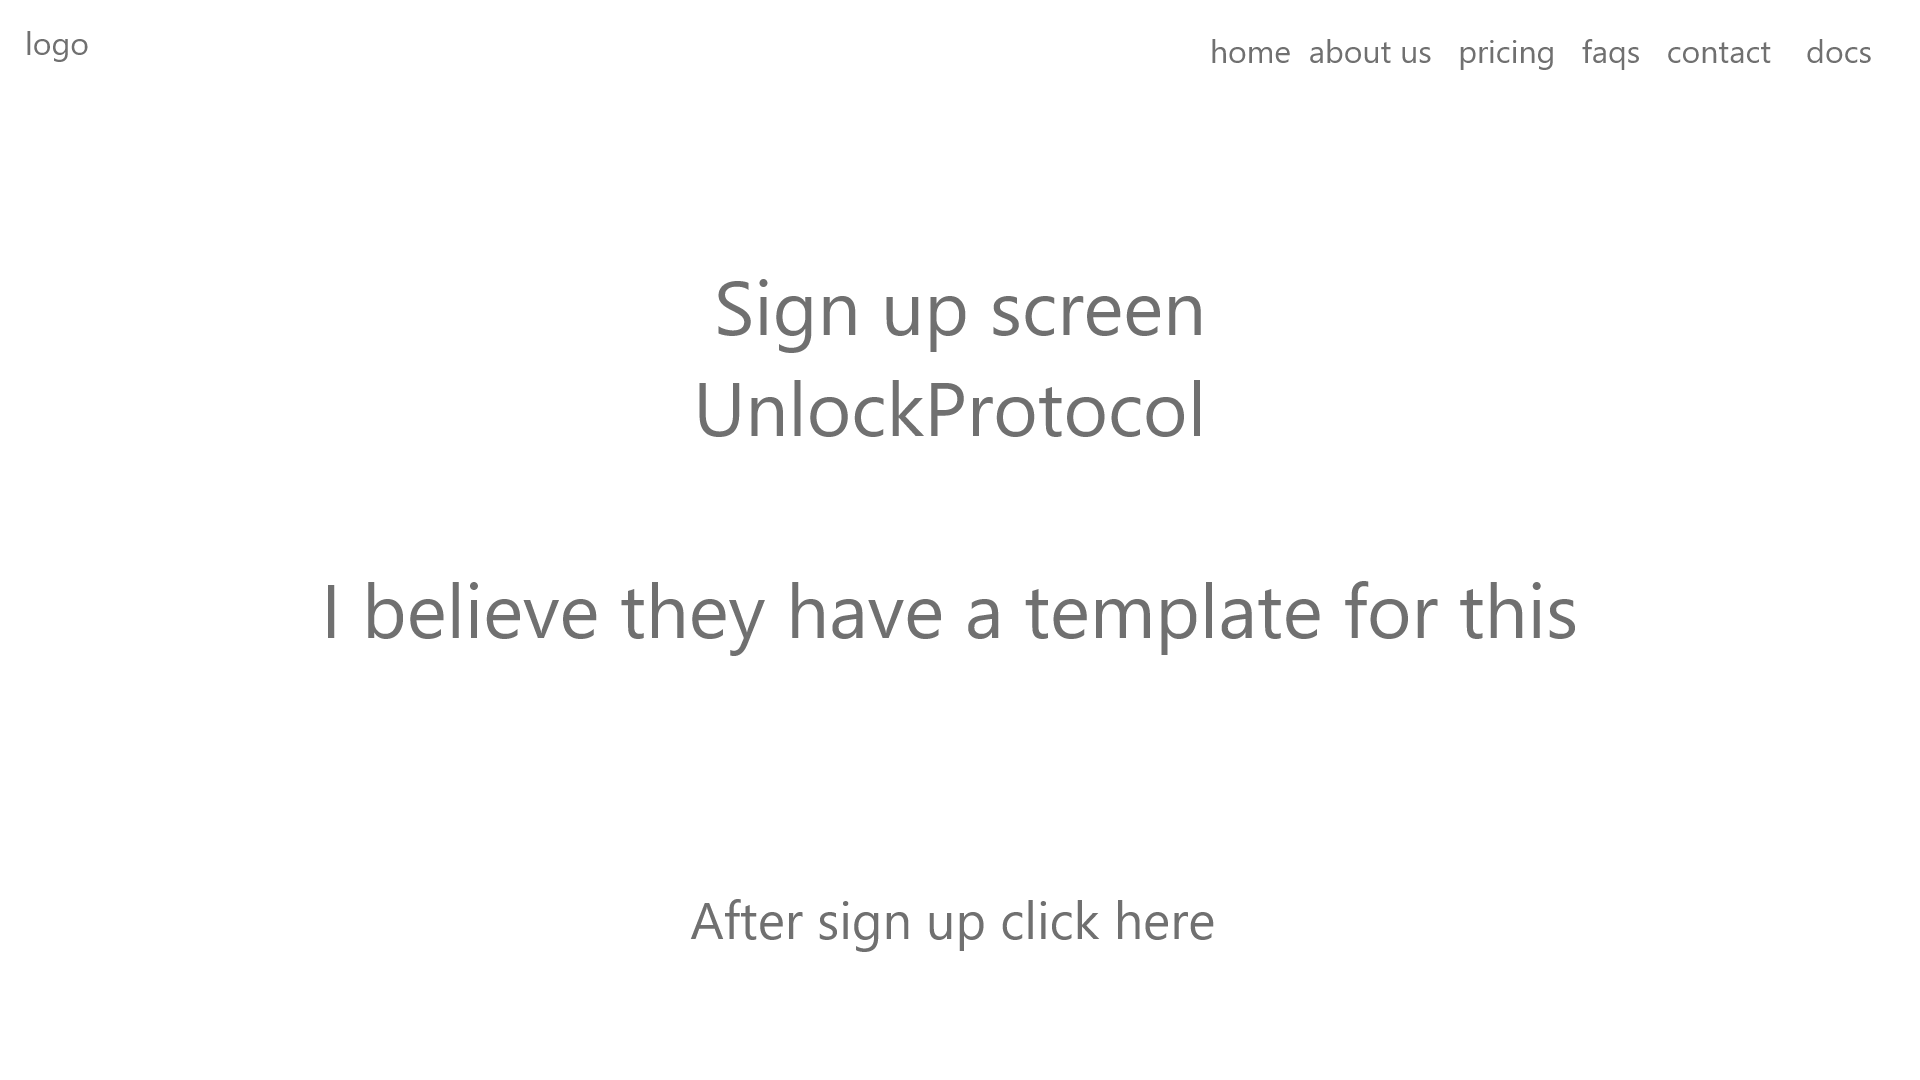 logo
home about us pricing faqs contact docs
Sign up screen
UnlockProtocol
I believe they have a template for this
After sign up click here